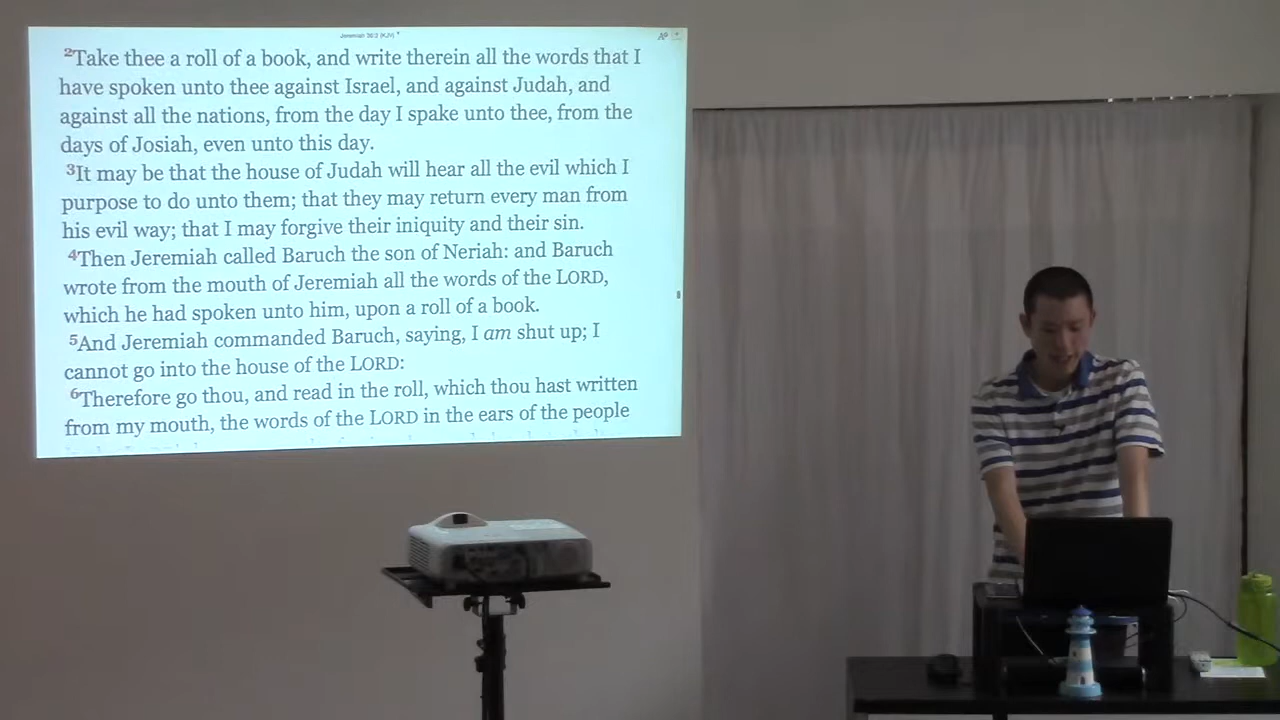 Jeremiah 36:2 (KJV)
2Take thee a roll of a book, and write therein all the words that I
have spoken unto thee against Israel, and against Judah, and
against all the nations, from the day I spake unto thee, from the
days of Josiah, even unto this day.
3It may be that the house of Judah will hear all the evil which I
purpose to do unto them; that they may return every man from
his evil way; that I may forgive their iniquity and their sin.
4Then Jeremiah called Baruch the son of Neriah: and Baruch
wrote from the mouth of Jeremiah all the words of the LORD,
which he had spoken unto him, upon a roll of a book.
5And Jeremiah commanded Baruch, saying, I am shut up; I
cannot go into the house of the LORD:
6Therefore go thou, and read in the roll, which thou hast written
from my mouth, the words of the LORD in the ears of the people